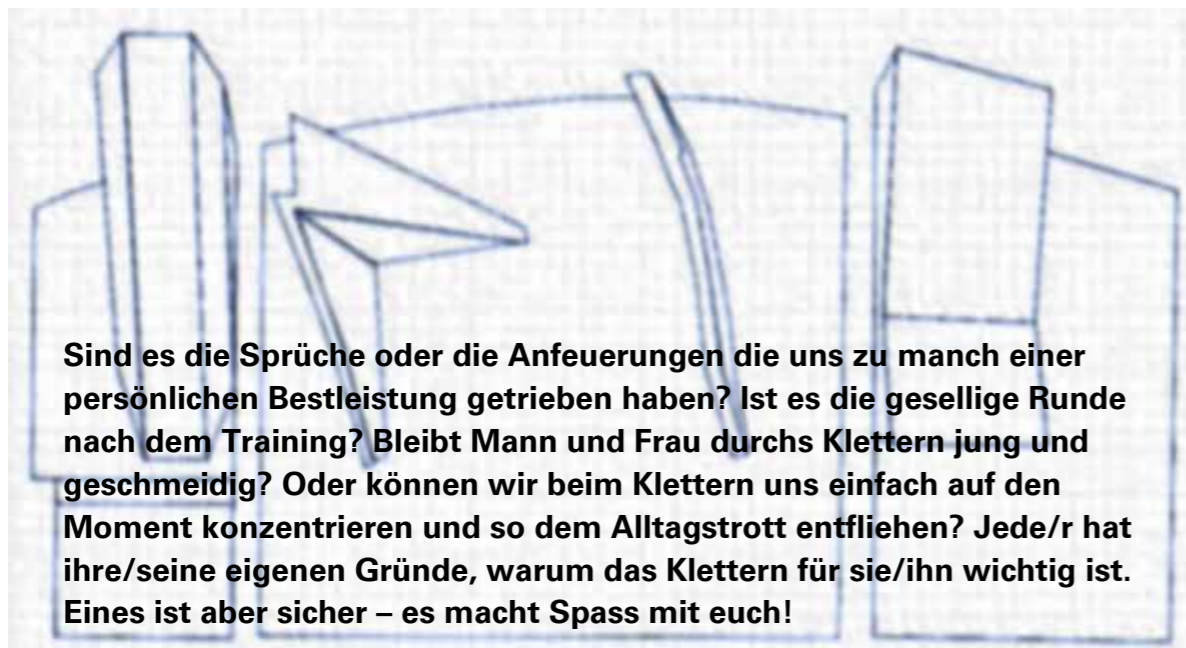 Sind es die Sprüche oder die Anfeuerungen die uns zu manch einer
persönlichen Bestleistung getrieben haben? Ist es die gesellige Runde
nach dem Training? Bleibt Mann und Frau durchs Klettern jung und
geschmeidig? Oder können wir beim Klettern uns einfach auf den
Moment konzentrieren und so dem Alltagstrott entfliehen? Jede/r hat
ihre/seine eigenen Gründe, warum das Klettern für sie/ihn wichtig ist.
Eines ist aber sicher – es macht Spass mit euch!